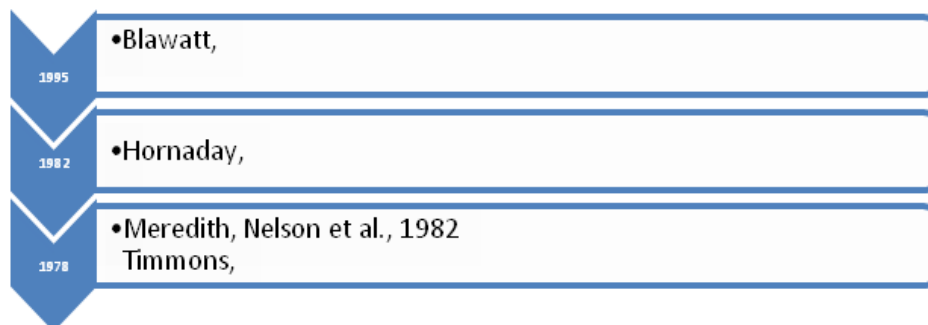 1995
•Blawatt,
1982
•Hornaday,
1978
•Meredith, Nelson et al., 1982
Timmons,